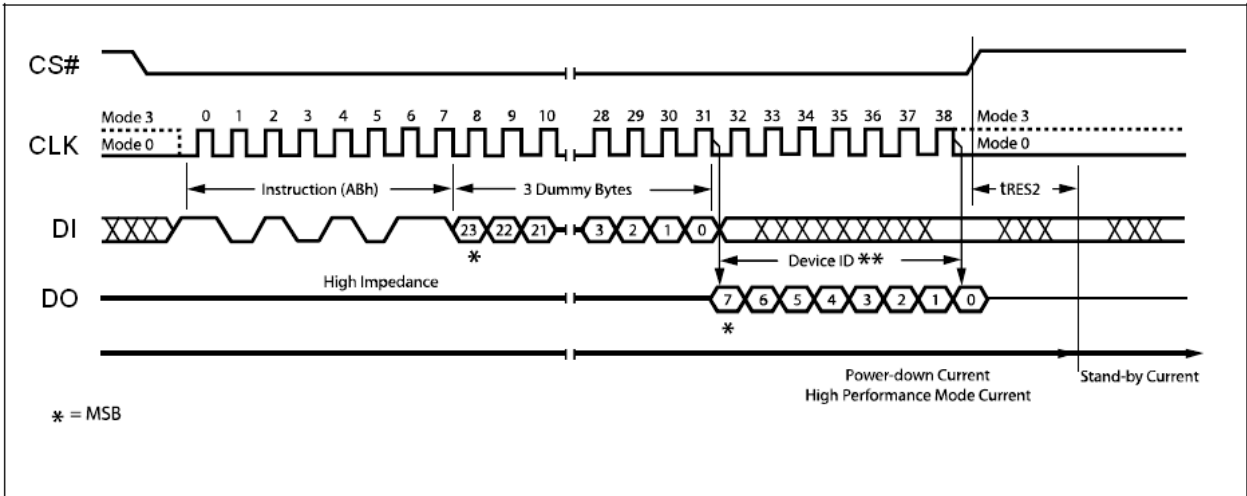 CS#
0 1 2 3 4 5 6 7 8 9 10 28 29 30 31 32 33 34 35 36 37 38
Mode 3 Mode 3
CLK
Mode 0 Mode 0
Instruction (ABh) 3 Dummy Bytes tRES2
DI 23 22 21 3 2 1 0
*
Device ID **
High Impedance
DO 7 6 5 4 3 2 1 0
*
Power-down Current Stand-by Current
High Performance Mode Current
* = MSB